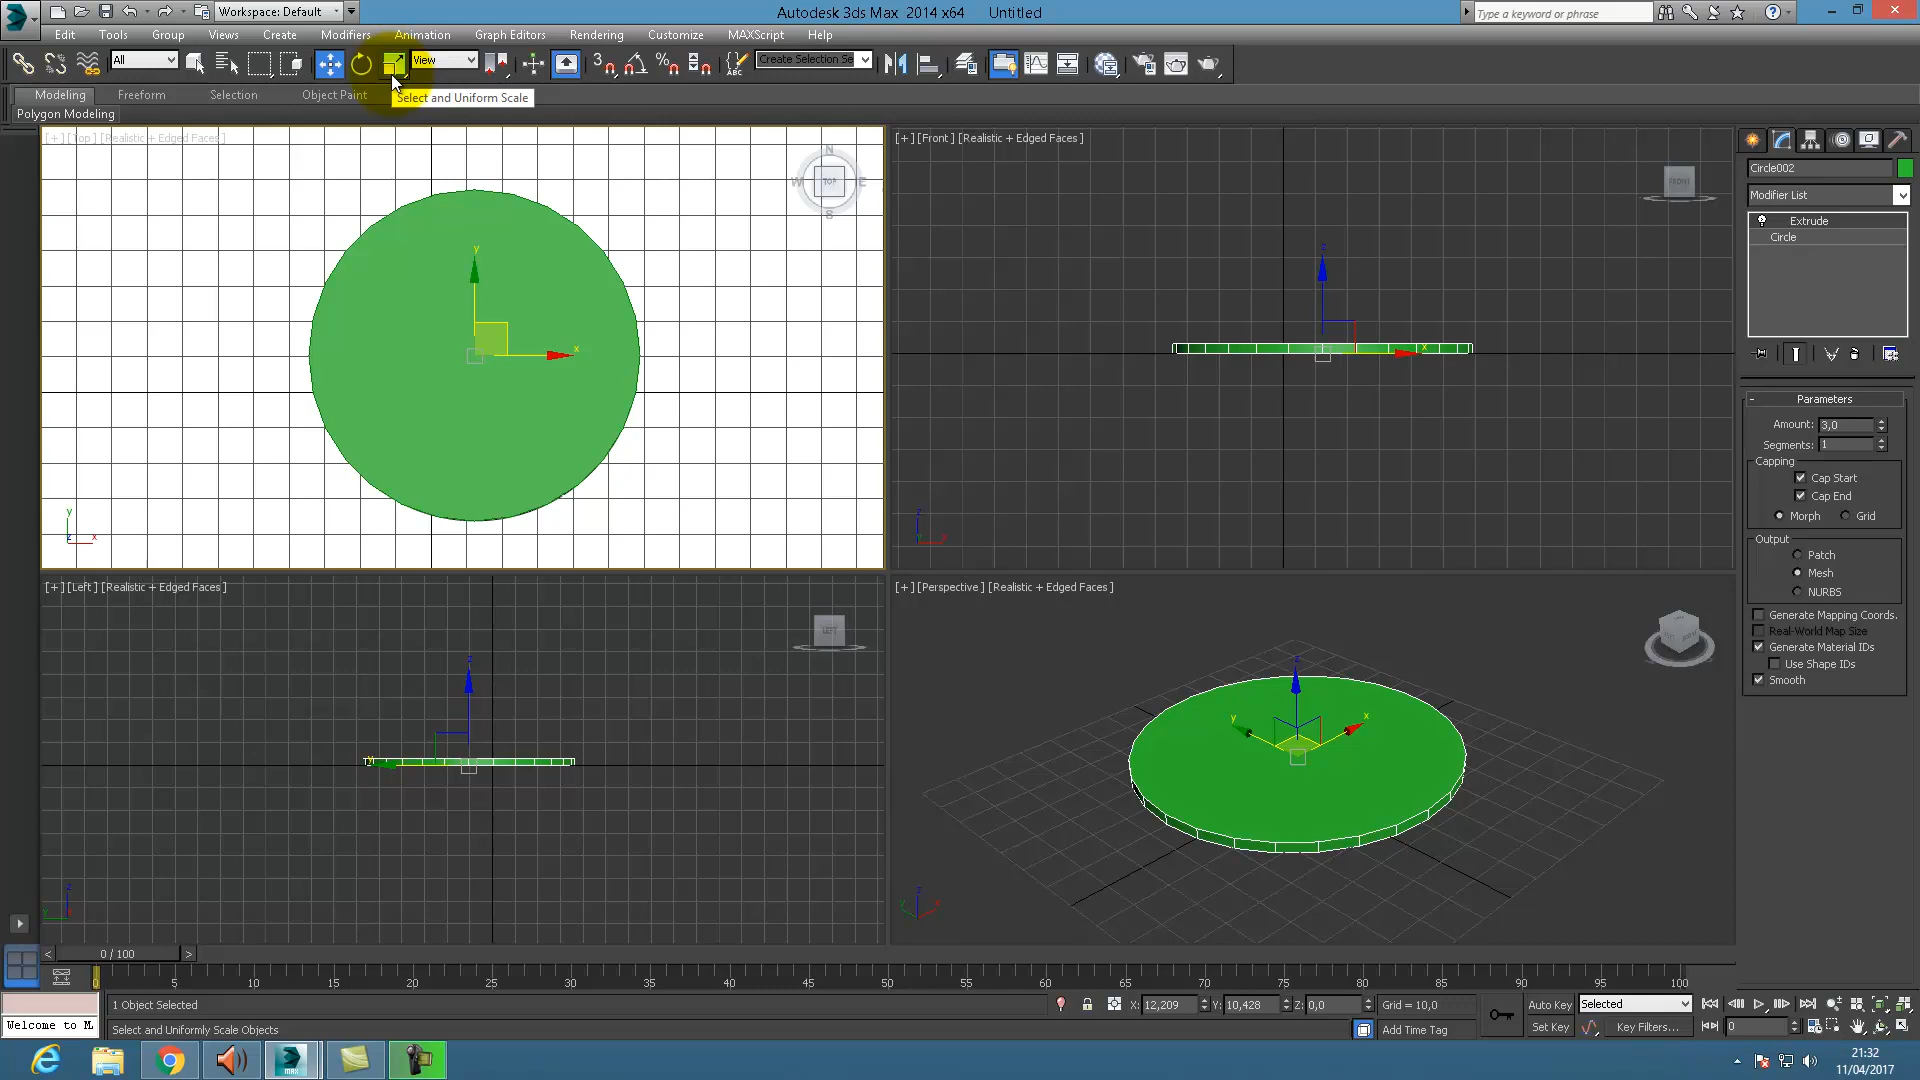 Workspace: Default
Autodesk 3ds Max 2014 x64 Untitled
Type a keyword or phrase
Edit Tools Group Views Create Modifiers Animation Graph Editors Rendering Customize MAXScript Help
All
View
3
Create Selection Se
Modeling Freeform Selection Object Paint
Select and Uniform Scale
Polygon Modeling
[+] [Top] [Realistic + Edged Faces]
[+] [Front] [Realistic + Edged Faces]
N
W TOP E
S
FRONT
Circle002
Modifier List
Extrude
Circle
y
x
z
x
Parameters
Amount: 3,0
Segments: 1
Capping
Cap Start
Cap End
Morph Grid
Output
Patch
Mesh
NURBS
Generate Mapping Coords.
Real-World Map Size
Generate Material IDs
Use Shape IDs
Smooth
y
z x
[+] [Left] [Realistic + Edged Faces]
[+] [Perspective] [Realistic + Edged Faces]
LEFT
z
y
z
y
x
0 / 100
0 5 10 15 20 25 30 35 40 45 50 55 60 65 70 75 80 85 90 95 100
1 Object Selected
X: 12,209 Y: 10,428 Z: 0,0 Grid = 10,0
Auto Key Selected
Welcome to M
Select and Uniformly Scale Objects
Add Time Tag
Set Key Key Filters... 0
MAX
21:32
11/04/2017